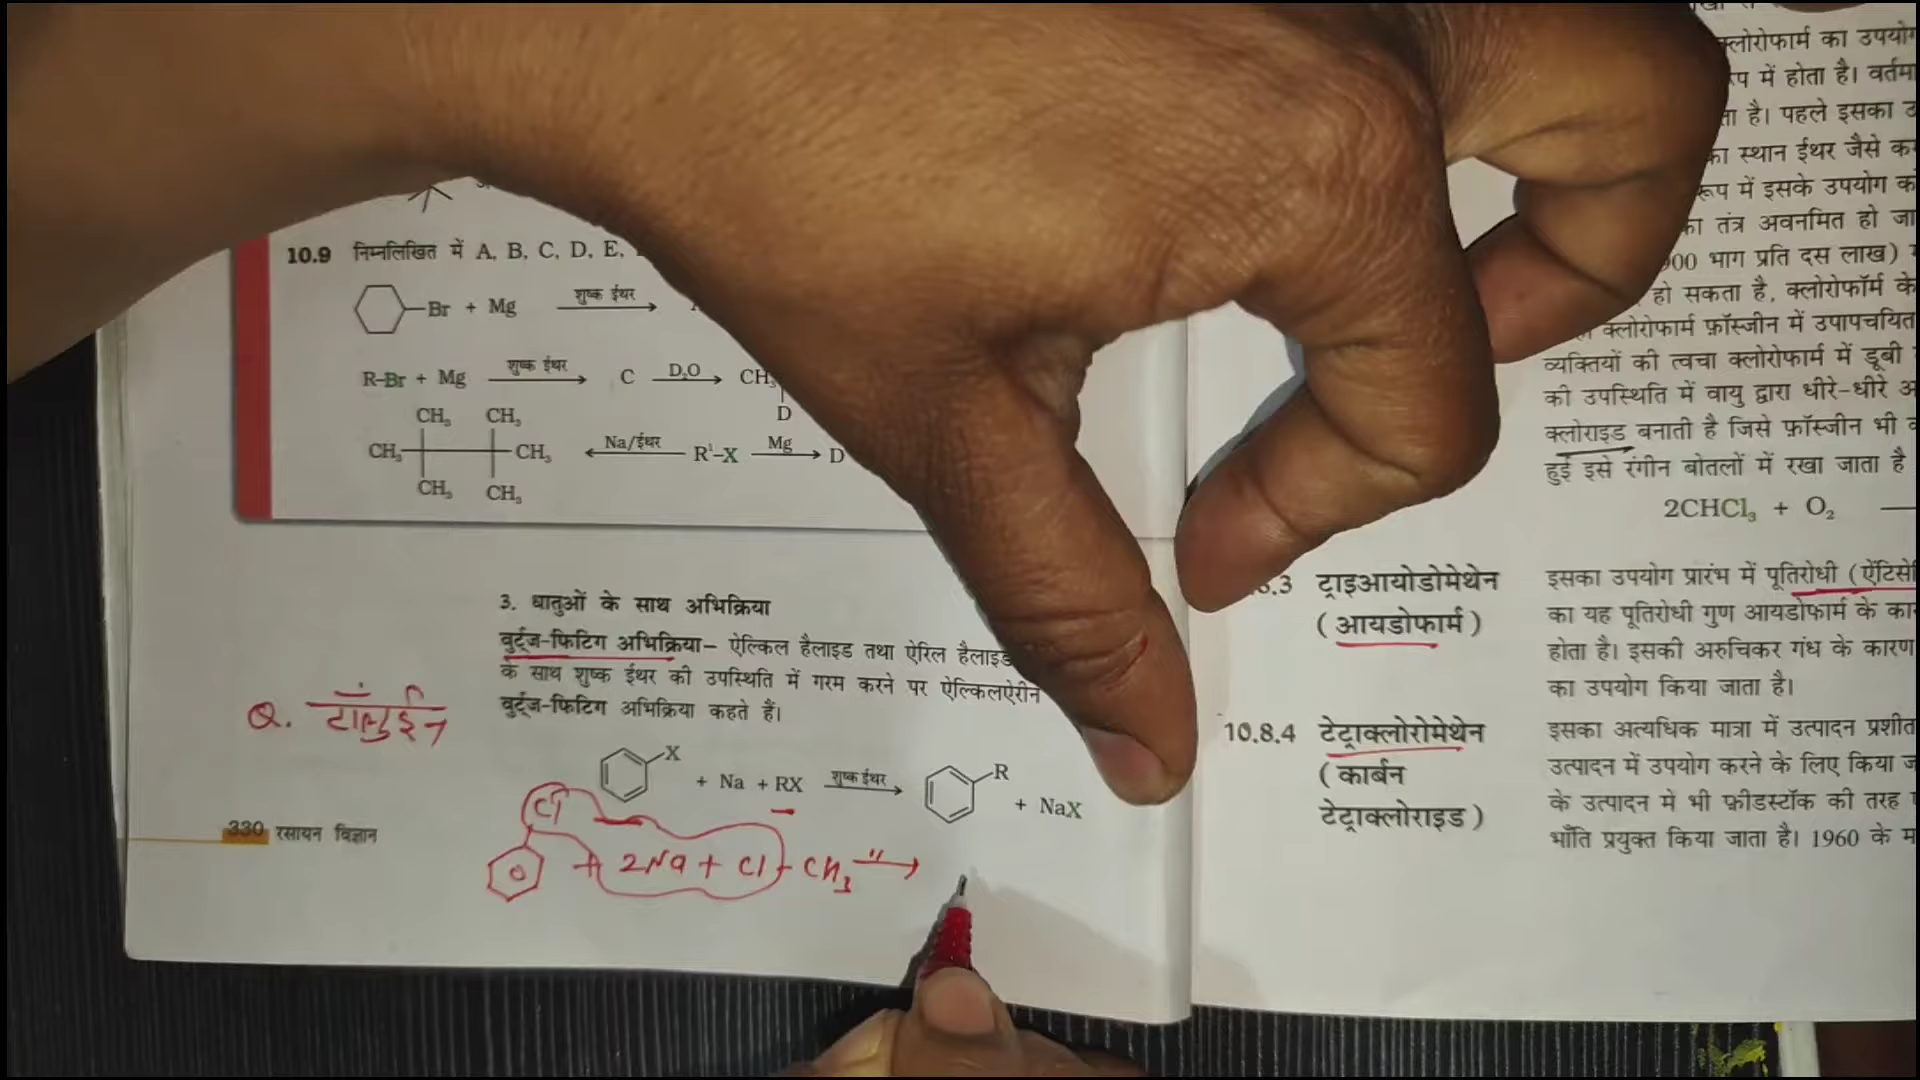 10.9 निम्नलिखित में A, B, C, D, E,
Br + Mg शुष्क ईथर
R-Br + Mg शुष्क ईथर C D₂O CH₃
D
CH₃ CH₃
CH₃ CH₃ Na/ईथर R¹-X Mg D
CH₃ CH₃
3. धातुओं के साथ अभिक्रिया
वुर्ट्ज-फिटिग अभिक्रिया– ऐल्किल हैलाइड तथा ऐरिल हैलाइड
के साथ शुष्क ईथर की उपस्थिति में गरम करने पर ऐल्किलऐरीन
वुर्ट्ज-फिटिग अभिक्रिया कहते हैं।
Q. टॉलुईन
X + Na + RX शुष्क ईथर R + NaX
Cl
+ 2Na + Cl - CH₃ "
330 रसायन विज्ञान
क्लोरोफार्म का उपयोग
में होता है। वर्तमा
है। पहले इसका
स्थान ईथर जैसे
रूप में इसके उपयोग
तंत्र अवनमित हो जा
000 भाग प्रति दस लाख)
हो सकता है, क्लोरोफॉर्म के
क्लोरोफार्म फ़ॉस्जीन में उपापचयित
व्यक्तियों की त्वचा क्लोरोफार्म में डूबी
की उपस्थिति में वायु द्वारा धीरे-धीरे
क्लोराइड बनाती है जिसे फ़ॉस्जीन भी
हुई इसे रंगीन बोतलों में रखा जाता है
2CHCl₃ + O₂
.3 ट्राइआयोडोमेथेन
(आयडोफार्म)
इसका उपयोग प्रारंभ में पूतिरोधी (ऐंटिसे
का यह पूतिरोधी गुण आयडोफार्म के
होता है। इसकी अरुचिकर गंध के कारण
का उपयोग किया जाता है।
10.8.4 टेट्राक्लोरोमेथेन
(कार्बन
टेट्राक्लोराइड)
इसका अत्यधिक मात्रा में उत्पादन प्रशीत
उत्पादन में उपयोग करने के लिए किया
के उत्पादन में भी फ़ीडस्टॉक की तरह
भाँति प्रयुक्त किया जाता है। 1960 के